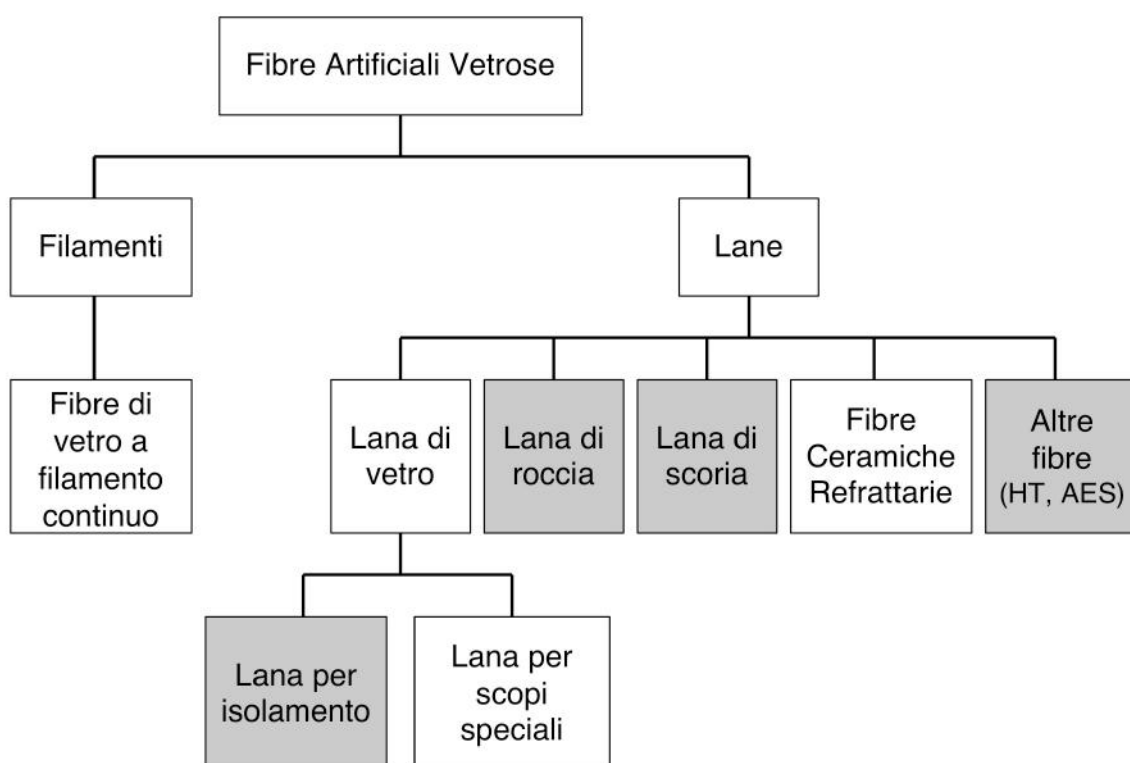 Fibre Artificiali Vetrose
Filamenti
Lane
Fibre di
vetro a
filamento
continuo
Lana di
vetro
Lana di
roccia
Lana di
scoria
Fibre
Ceramiche
Refrattarie
Altre
fibre
(HT, AES)
Lana per
isolamento
Lana per
scopi
speciali